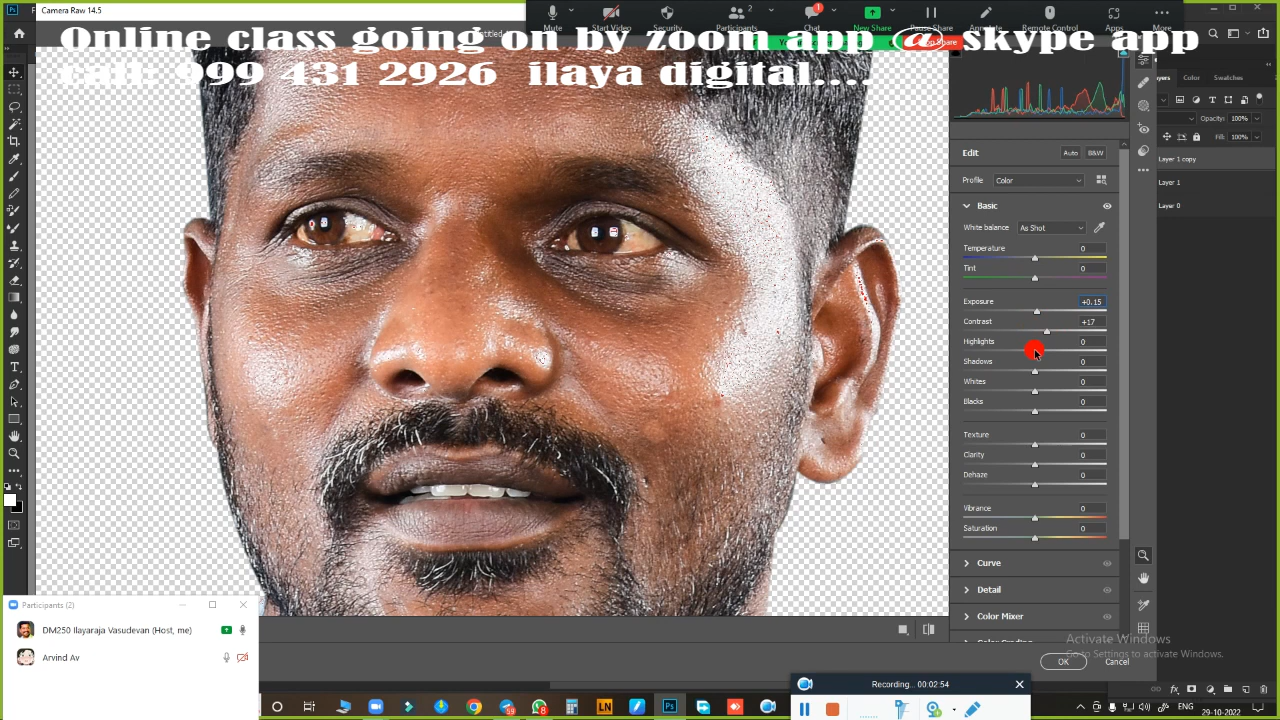 Camera Raw 14.5
Online class going on by zoom app @ skype app
999 431 2926 ilaya digital....
Mute
Start Video
Security
Participants
2
Chat
1
New Share
Pause Share
Annotate
Remote Control
Apps
More
Untitled
Color
Swatches
Opacity: 100%
Fill: 100%
Layer 1 copy
Layer 1
Layer 0
Edit
Auto
B&W
Profile
Color
Basic
White balance
As Shot
Temperature 0
Tint 0
Exposure +0.15
Contrast +17
Highlights 0
Shadows 0
Whites 0
Blacks 0
Texture 0
Clarity 0
Dehaze 0
Vibrance 0
Saturation 0
Curve
Detail
Color Mixer
Color Grading
Participants (2)
DM250 Ilayaraja Vasudevan (Host, me)
Arvind Av
Activate Windows
Go to Settings to activate Windows.
OK
Cancel
Recording... 00:02:54
ENG
29-10-2022